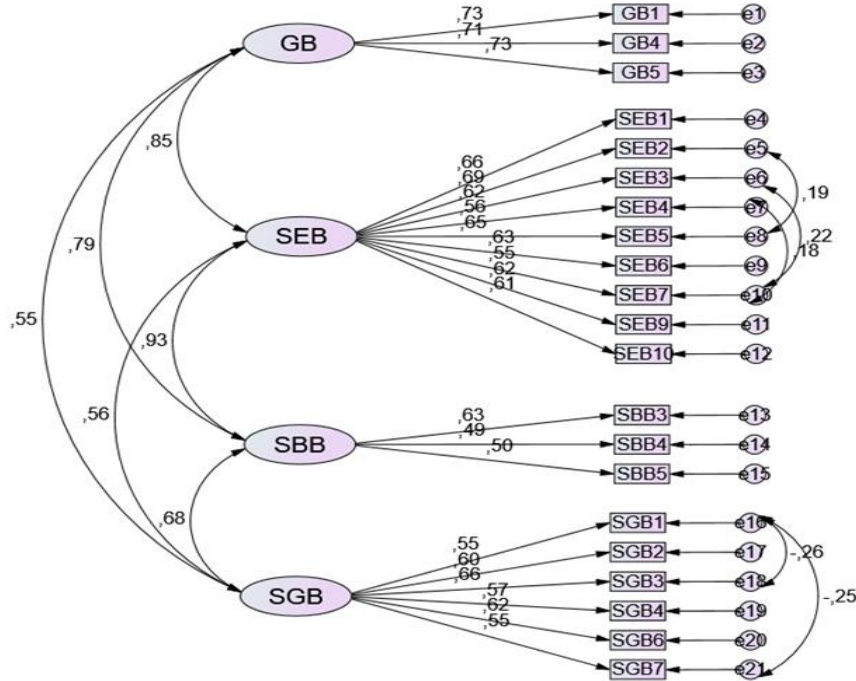 GB
,73
,71
,73
GB1
GB4
GB5
e1
e2
e3
,85
,79
,55
SEB
,66
,69
,62
,56
,65
,63
,55
,62
,61
SEB1
SEB2
SEB3
SEB4
SEB5
SEB6
SEB7
SEB9
SEB10
e4
e5
e6
e7
e8
e9
e10
e11
e12
,19
,22
,18
,93
,56
SBB
,63
,49
,50
SBB3
SBB4
SBB5
e13
e14
e15
,68
SGB
,55
,60
,66
,57
,62
,55
SGB1
SGB2
SGB3
SGB4
SGB6
SGB7
e16
e17
e18
e19
e20
e21
-,26
-,25